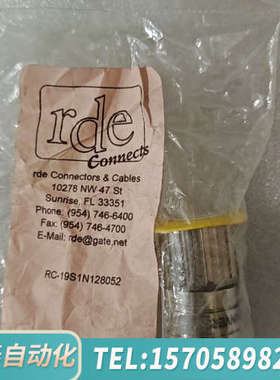 rde
Connects
rde Connectors & Cables
10278 NW 47 St
Sunrise, FL 33351
Phone: (954) 746-6400
Fax: (954) 746-4700
E-Mail: rde@gate.net
RC-19S1N128052
自动化
TEL:157058982